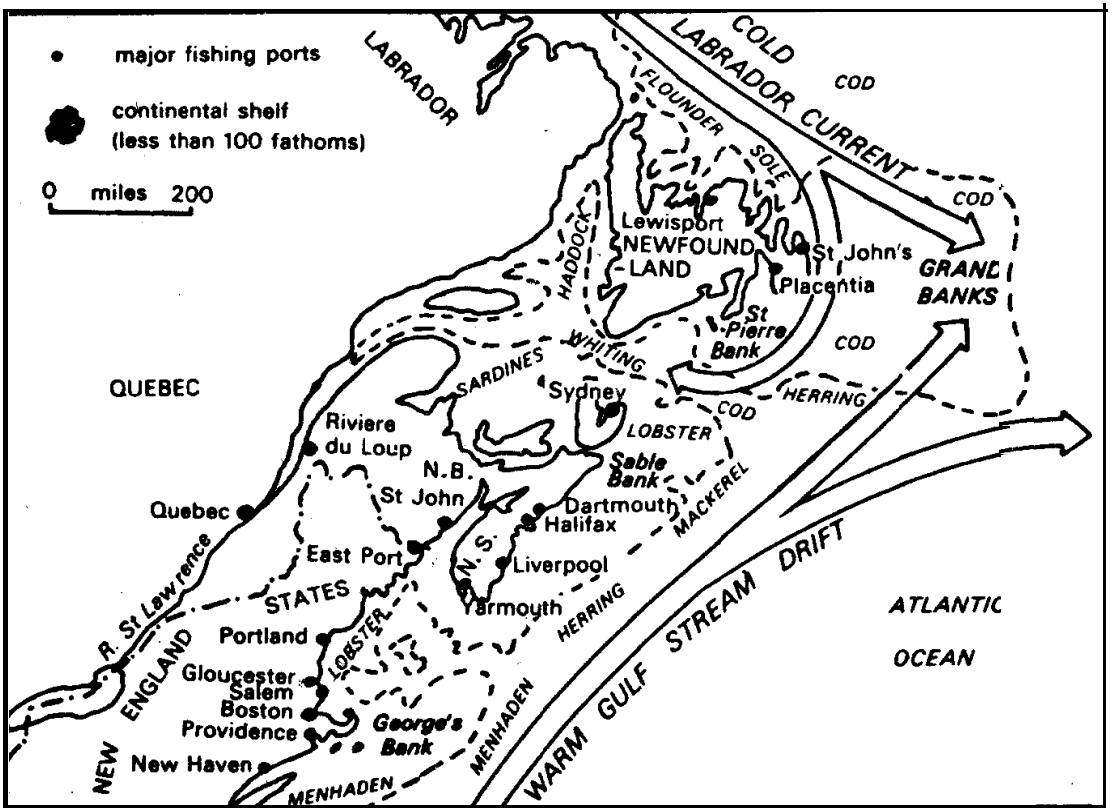 major fishing ports
continental shelf
(less than 100 fathoms)
0 miles 200
LABRADOR
COLD
LABRADOR CURRENT
COD
FLOUNDER
SOLE
COD
HADDOCK
Lewisport
NEWFOUND
-LAND
St John's
Placentia
GRAND
BANKS
St
Pierre
Bank
WHITING
COD
SARDINES
Sydney
HERRING
COD
LOBSTER
QUEBEC
Riviere
du Loup
N.B.
St John
Sable
Bank
MACKEREL
Quebec
Dartmouth
Halifax
East Port
N.S.
Liverpool
Yarmouth
R. St Lawrence
STATES
HERRING
WARM GULF STREAM DRIFT
ATLANTIC
OCEAN
NEW ENGLAND
Portland
LOBSTER
Gloucester
Salem
Boston
Providence
George's
Bank
MENHADEN
New Haven
MENHADEN